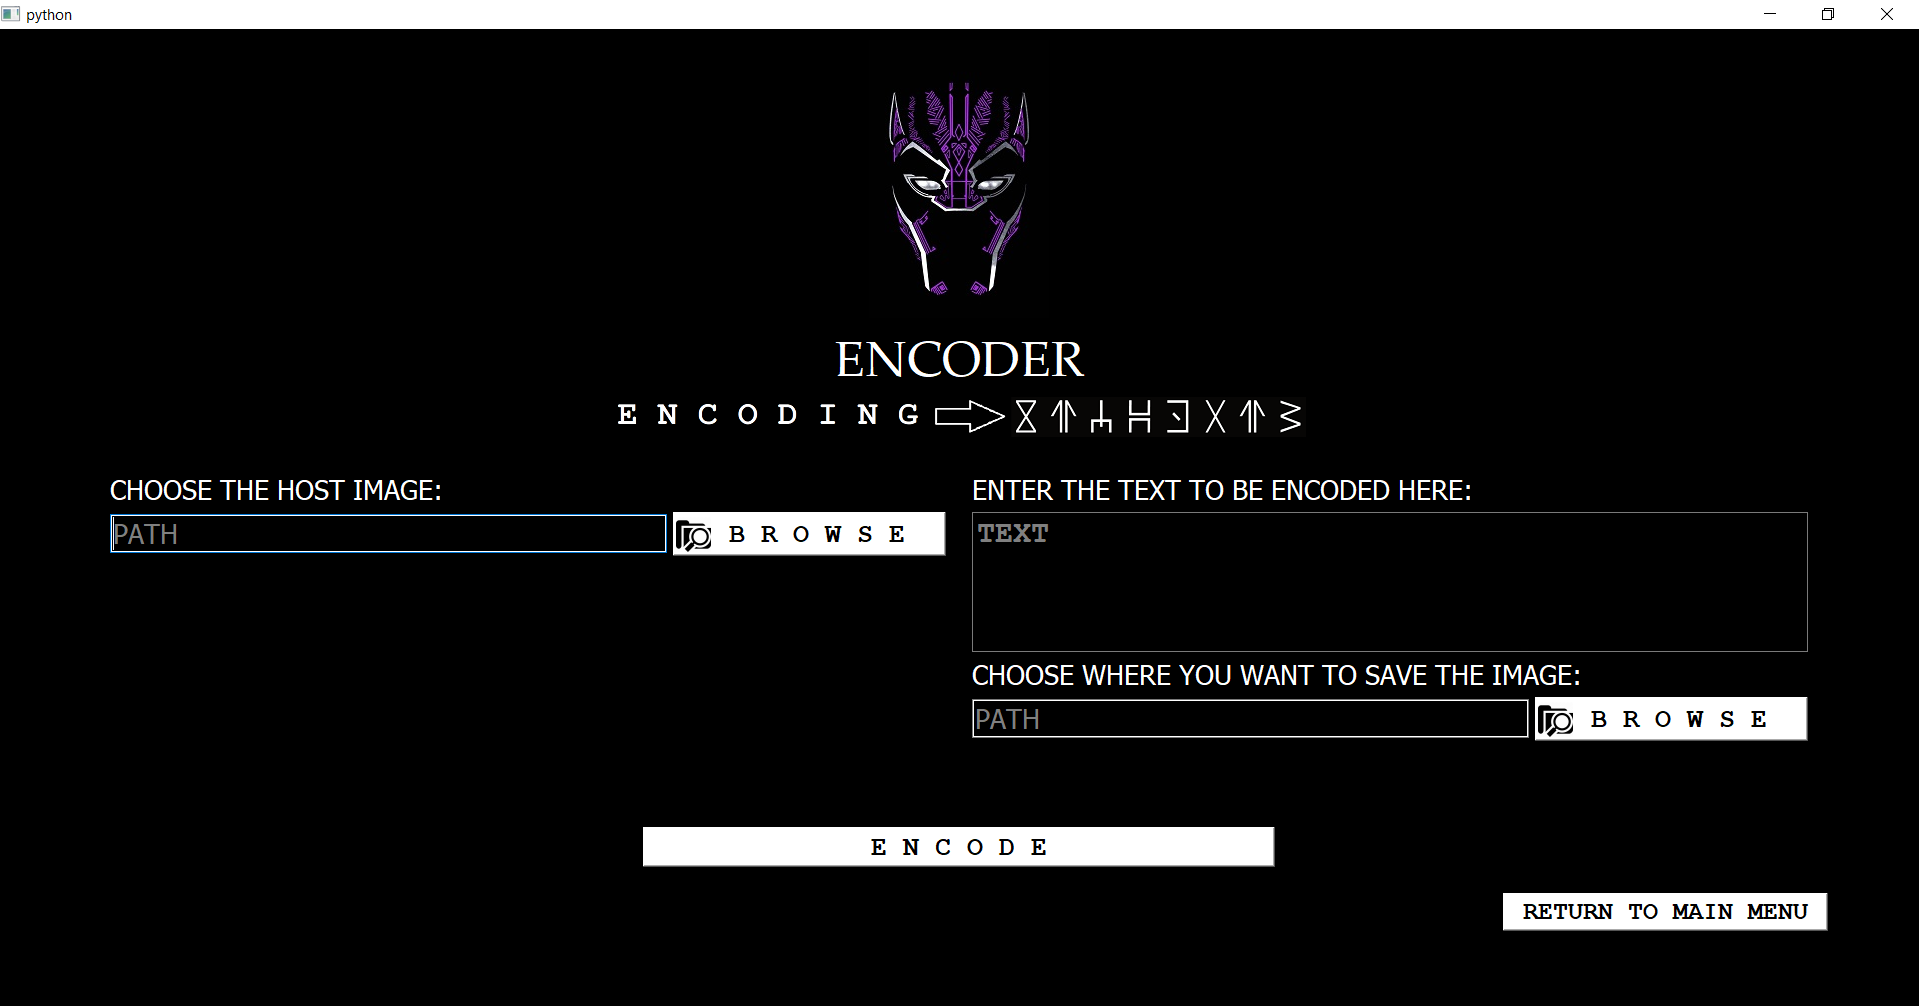 python
ENCODER
E N C O D I N G
CHOOSE THE HOST IMAGE:
PATH
B R O W S E
ENTER THE TEXT TO BE ENCODED HERE:
TEXT
CHOOSE WHERE YOU WANT TO SAVE THE IMAGE:
PATH
B R O W S E
E N C O D E
RETURN TO MAIN MENU